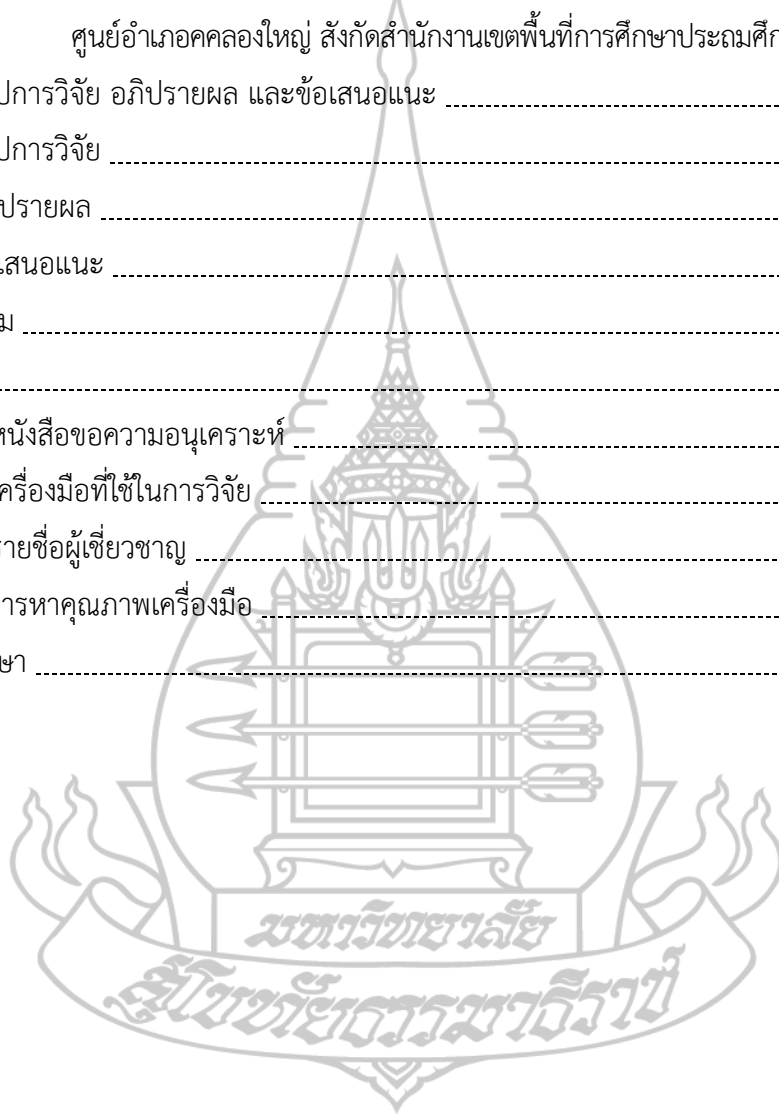 ศูนย์อำเภอคคลองใหญ่ สังกัดสำนักงานเขตพื้นที่การศึกษาประถมศึก
ปการวิจัย อภิปรายผล และข้อเสนอแนะ
ปการวิจัย
ปรายผล
เสนอแนะ
ม
หนังสือขอความอนุเคราะห์
เครื่องมือที่ใช้ในการวิจัย
รายชื่อผู้เชี่ยวชาญ
การหาคุณภาพเครื่องมือ
ษา
มหาวิทยาลัย
สุโขทัยธรรมาธิราช